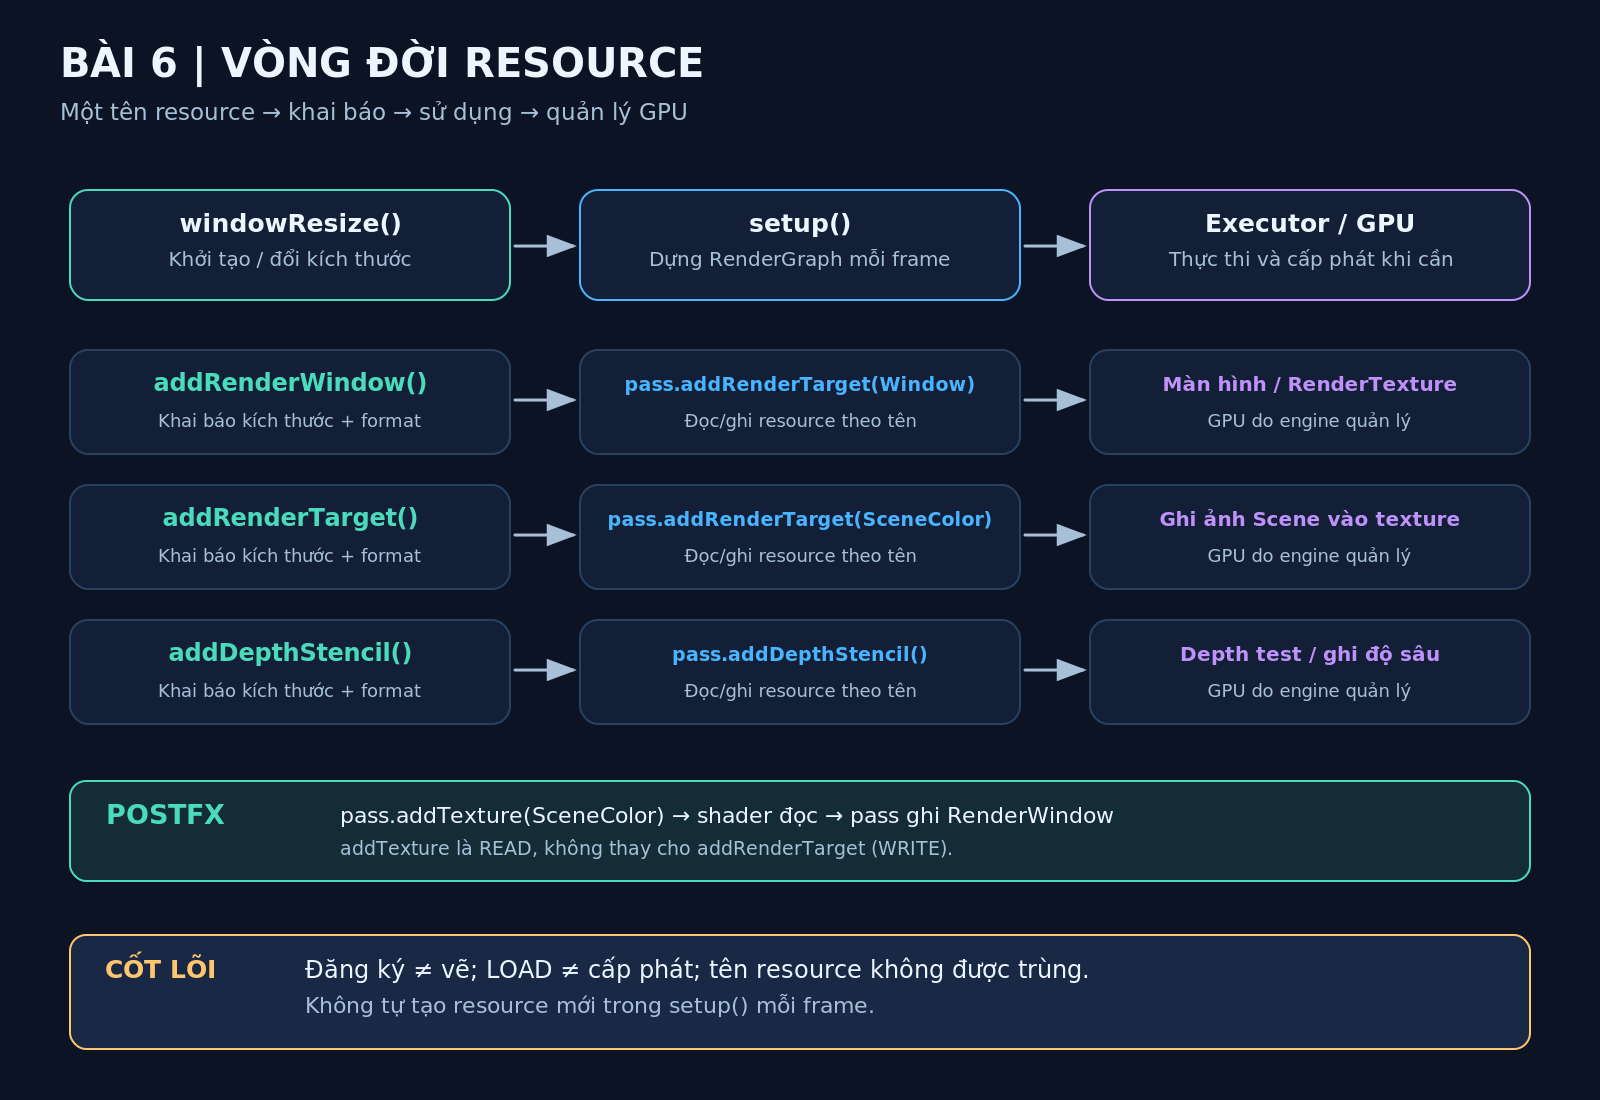 BÀI 6 | VÒNG ĐỜI RESOURCE
Một tên resource → khai báo → sử dụng → quản lý GPU
windowResize()
Khởi tạo / đổi kích thước
setup()
Dựng RenderGraph mỗi frame
Executor / GPU
Thực thi và cấp phát khi cần
addRenderWindow()
Khai báo kích thước + format
pass.addRenderTarget(Window)
Đọc/ghi resource theo tên
Màn hình / RenderTexture
GPU do engine quản lý
addRenderTarget()
Khai báo kích thước + format
pass.addRenderTarget(SceneColor)
Đọc/ghi resource theo tên
Ghi ảnh Scene vào texture
GPU do engine quản lý
addDepthStencil()
Khai báo kích thước + format
pass.addDepthStencil()
Đọc/ghi resource theo tên
Depth test / ghi độ sâu
GPU do engine quản lý
POSTFX
pass.addTexture(SceneColor) → shader đọc → pass ghi RenderWindow
addTexture là READ, không thay cho addRenderTarget (WRITE).
CỐT LÕI
Đăng ký ≠ vẽ; LOAD ≠ cấp phát; tên resource không được trùng.
Không tự tạo resource mới trong setup() mỗi frame.